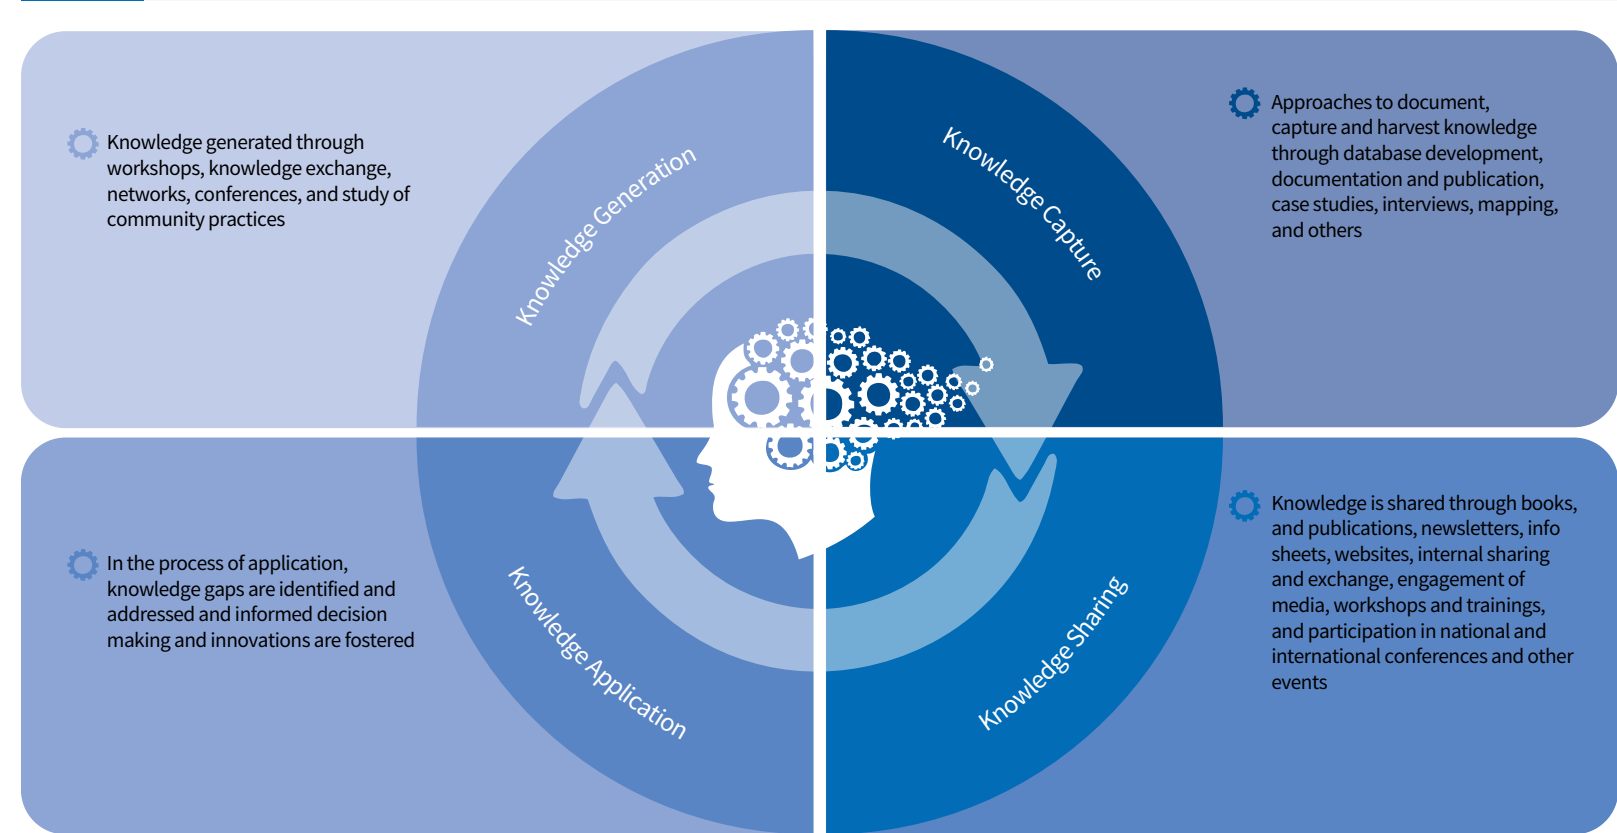 Knowledge generated through
workshops, knowledge exchange,
networks, conferences, and study of
community practices
Knowledge Generation
Knowledge Capture
Approaches to document,
capture and harvest knowledge
through database development,
documentation and publication,
case studies, interviews, mapping,
and others
In the process of application,
knowledge gaps are identified and
addressed and informed decision
making and innovations are fostered
Knowledge Application
Knowledge Sharing
Knowledge is shared through books,
and publications, newsletters, info
sheets, websites, internal sharing
and exchange, engagement of
media, workshops and trainings,
and participation in national and
international conferences and other
events